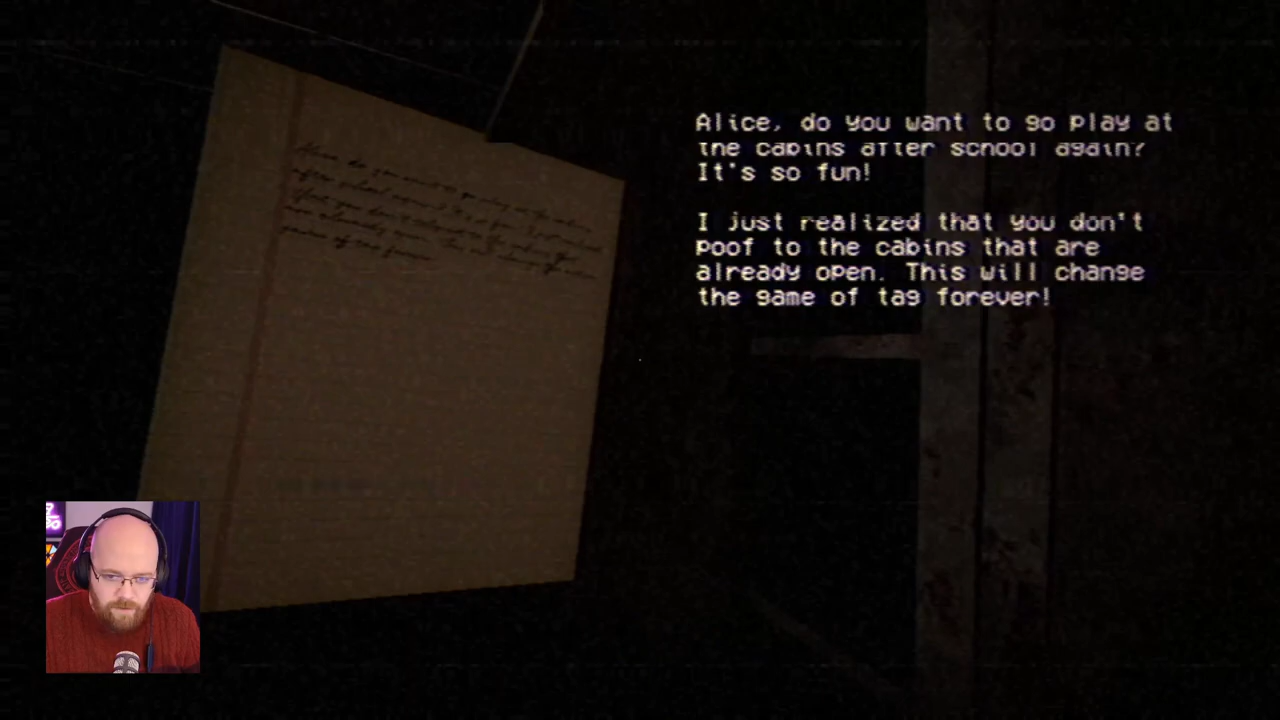 Alice, do you want to go play at
the cabins after school again?
It's so fun!
I just realized that you don't
poof to the cabins that are
already open. This will change
the game of tag forever!